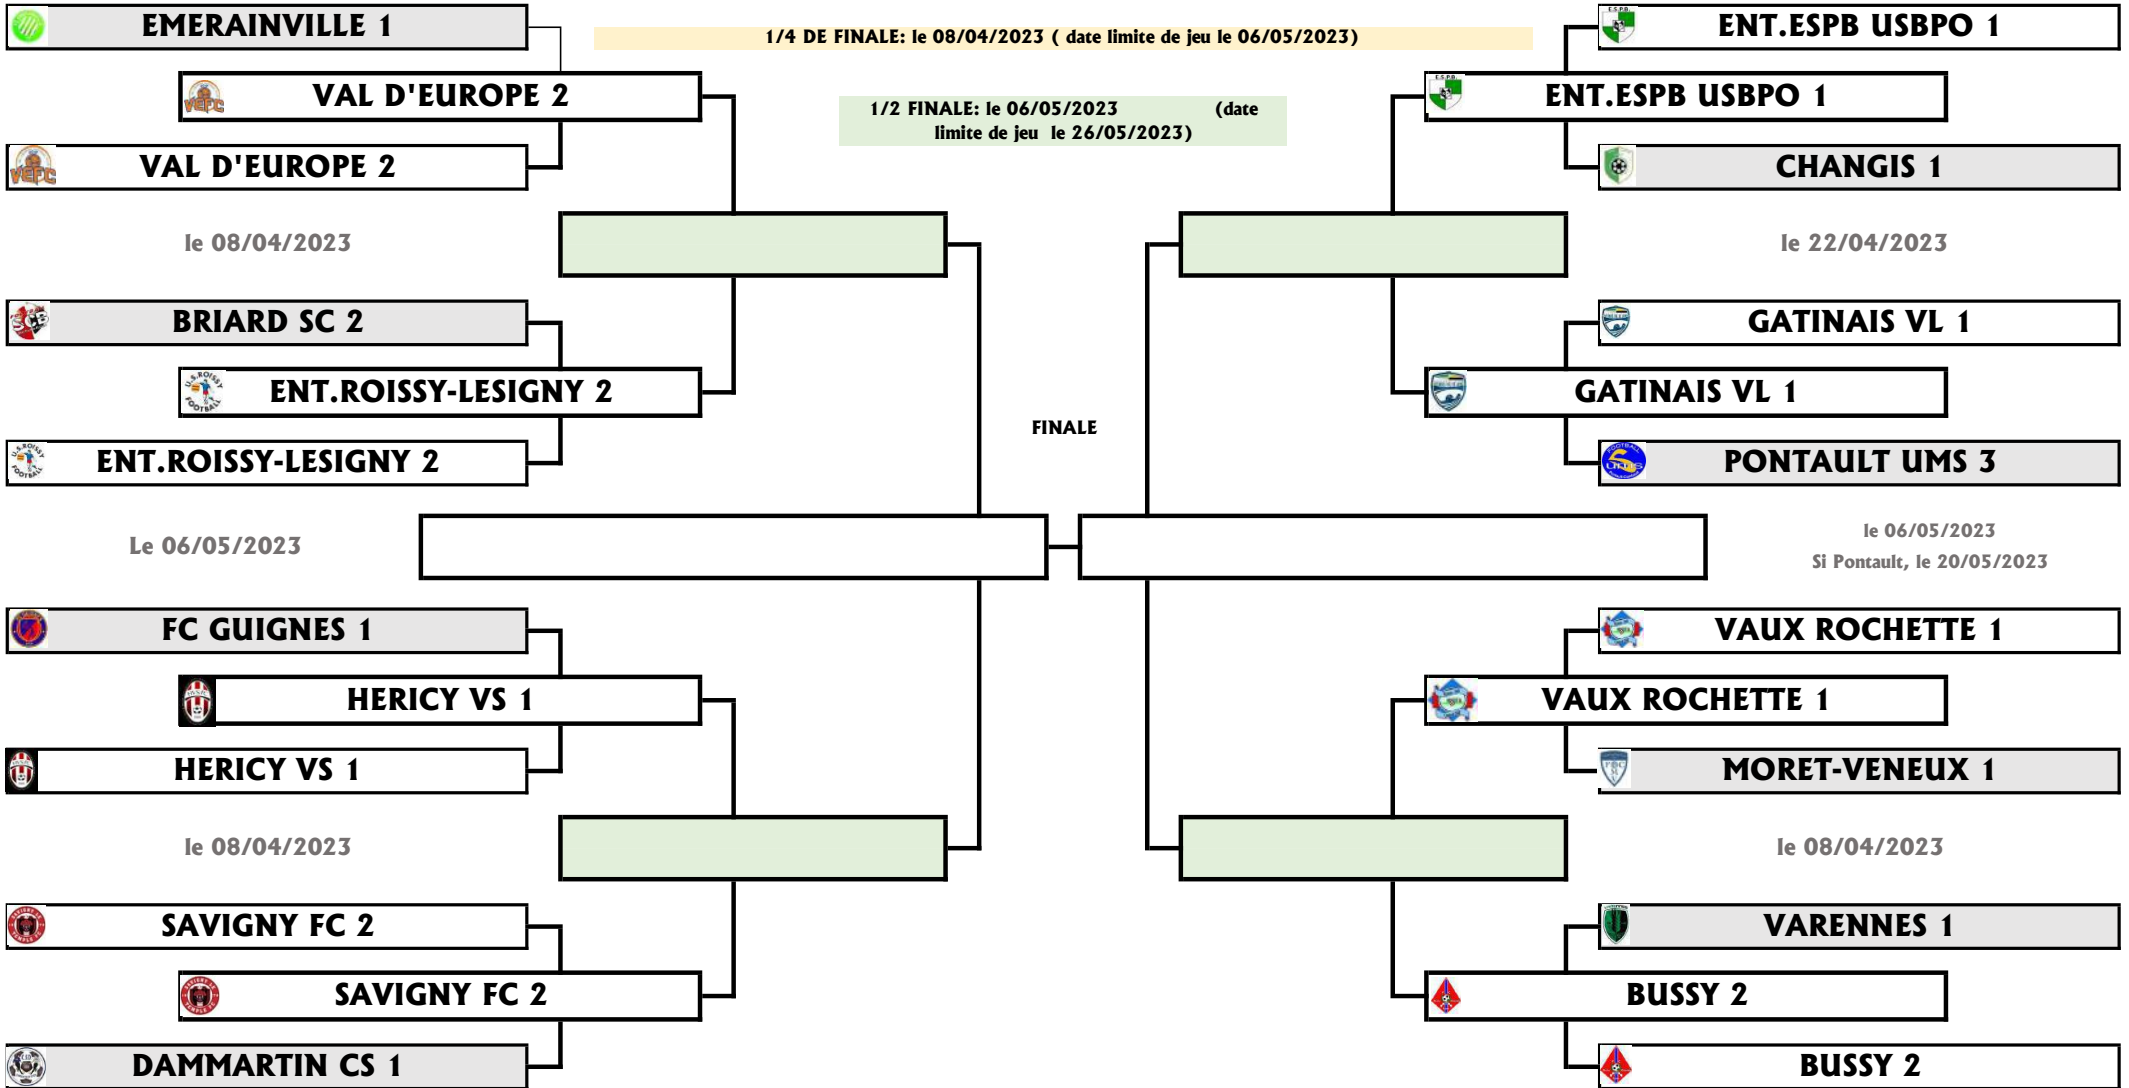 EMERAINVILLE 1
1/4 DE FINALE: le 08/04/2023 ( date limite de jeu le 06/05/2023)
ENT.ESPB USBPO 1
VAL D'EUROPE 2
1/2 FINALE: le 06/05/2023 (date
limite de jeu le 26/05/2023)
ENT.ESPB USBPO 1
VAL D'EUROPE 2
CHANGIS 1
le 08/04/2023
le 22/04/2023
BRIARD SC 2
GATINAIS VL 1
ENT.ROISSY-LESIGNY 2
GATINAIS VL 1
FINALE
ENT.ROISSY-LESIGNY 2
PONTAULT UMS 3
Le 06/05/2023
le 06/05/2023
Si Pontault, le 20/05/2023
FC GUIGNES 1
VAUX ROCHETTE 1
HERICY VS 1
VAUX ROCHETTE 1
HERICY VS 1
MORET-VENEUX 1
le 08/04/2023
le 08/04/2023
SAVIGNY FC 2
VARENNES 1
SAVIGNY FC 2
BUSSY 2
DAMMARTIN CS 1
BUSSY 2